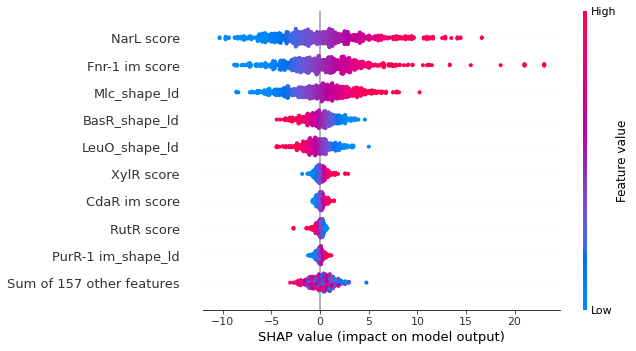 High
NarL score
Fnr-1 im score
Mlc_shape_ld
BasR_shape_ld
LeuO_shape_ld
XylR score
CdaR im score
RutR score
PurR-1 im_shape_ld
Sum of 157 other features
Feature value
Low
−10 −5 0 5 10 15 20
SHAP value (impact on model output)